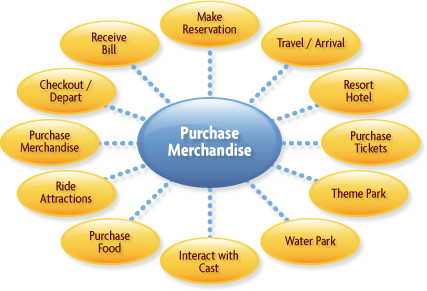 Make
Reservation
Travel / Arrival
Resort
Hotel
Purchase
Tickets
Theme Park
Water Park
Interact with
Cast
Purchase
Food
Ride
Attractions
Purchase
Merchandise
Checkout /
Depart
Receive
Bill
Purchase
Merchandise